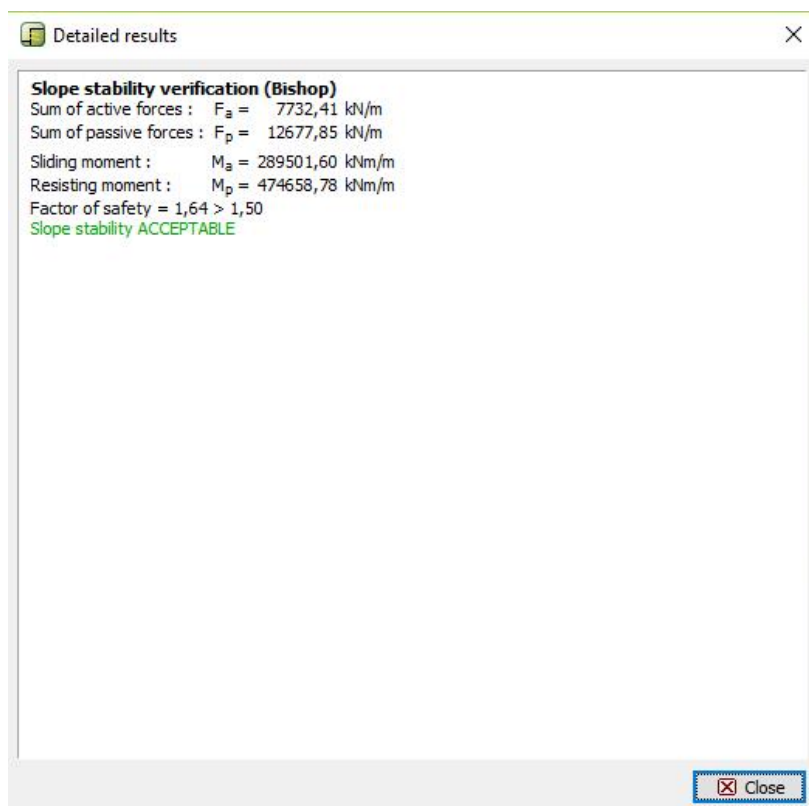 Detailed results
Slope stability verification (Bishop)
Sum of active forces : Fa = 7732,41 kN/m
Sum of passive forces : Fp = 12677,85 kN/m
Sliding moment : Ma = 289501,60 kNm/m
Resisting moment : Mp = 474658,78 kNm/m
Factor of safety = 1,64 > 1,50
Slope stability ACCEPTABLE
Close